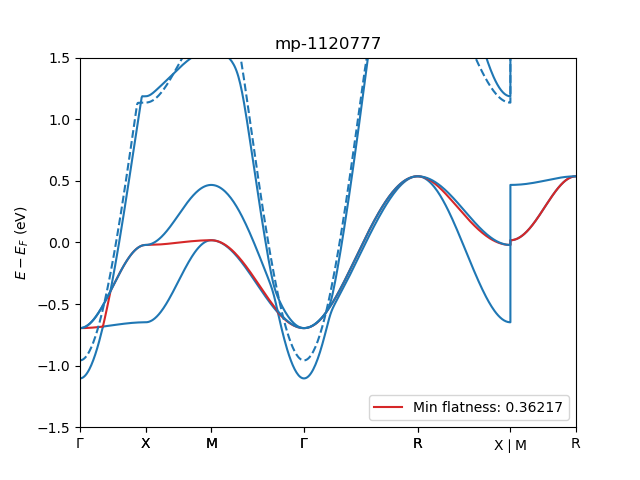 mp-1120777
1.5
1.0
0.5
0.0
−0.5
−1.0
−1.5
E − E_F (eV)
Min flatness: 0.36217
Γ X M Γ R X | M R